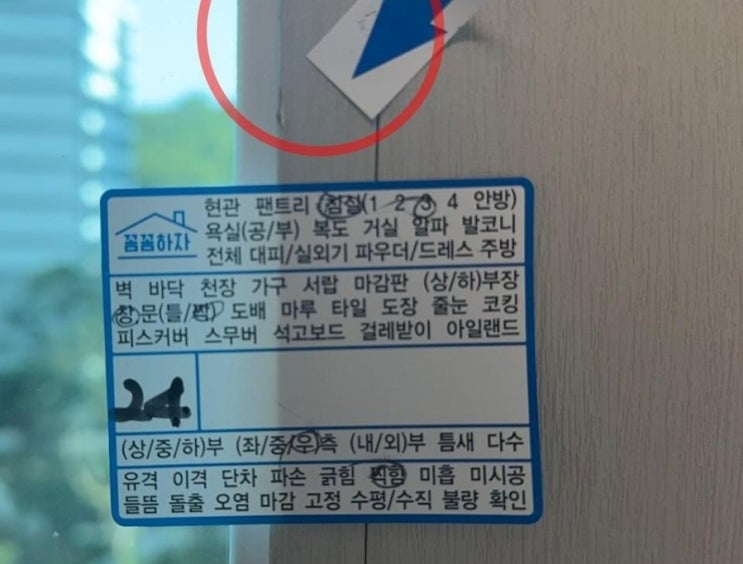 현관 팬트리 (침실(1 2 3 4 안방)
꼼꼼하자 욕실(공/부) 복도 거실 알파 발코니
전체 대피/실외기 파우더/드레스 주방
벽 바닥 천장 가구 서랍 마감판 (상/하)부장
창문(틀/짝) 도배 마루 타일 도장 줄눈 코킹
피스커버 스무버 석고보드 걸레받이 아일랜드
24
(상/중/하)부 (좌/중/우)측 (내/외)부 틈새 다수
유격 이격 단차 파손 긁힘 찍힘 미흡 미시공
들뜸 돌출 오염 마감 고정 수평/수직 불량 확인